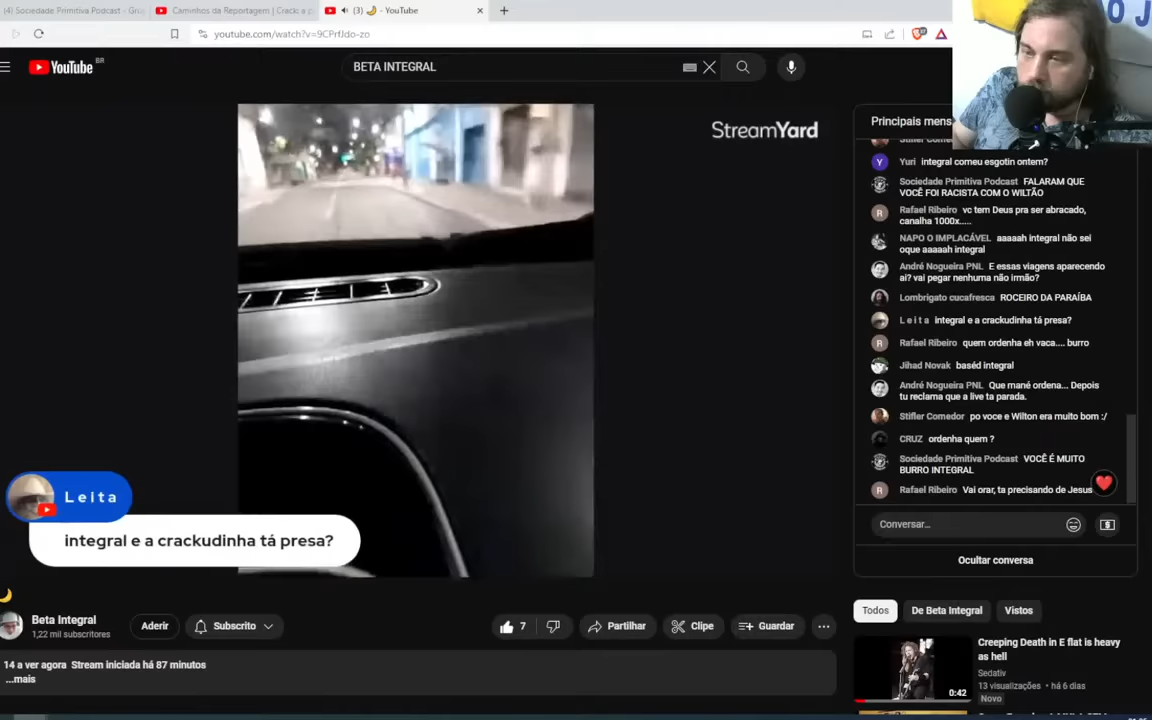 (4) Sociedade Primitiva Podcast - Gru
Caminhos da Reportagem | Crack: a p
(3) 🌙 - YouTube
youtube.com/watch?v=9CPrfJdo-zo
YouTube BR
BETA INTEGRAL
StreamYard
Principais mens
Yuri integral comeu esgotin ontem?
Sociedade Primitiva Podcast FALARAM QUE
VOCÊ FOI RACISTA COM O WILTÃO
Rafael Ribeiro vc tem Deus pra ser abracado,
canalha 1000x.....
NAPO O IMPLACÁVEL aaaaah integral não sei
oque aaaaah integral
André Nogueira PNL E essas viagens aparecendo
ai? vai pegar nenhuma não irmão?
Lombrigato cucafresca ROCEIRO DA PARAÍBA
L e i t a integral e a crackudinha tá presa?
Rafael Ribeiro quem ordenha eh vaca.... burro
Jihad Novak baséd integral
André Nogueira PNL Que mané ordena... Depois
tu reclama que a live ta parada.
Stifler Comedor po voce e Wilton era muito bom :/
CRUZ ordenha quem ?
Sociedade Primitiva Podcast VOCÊ É MUITO
BURRO INTEGRAL
Rafael Ribeiro Vai orar, ta precisando de Jesus
Conversar...
Ocultar conversa
L e i t a
integral e a crackudinha tá presa?
Beta Integral
1,22 mil subscritores
Aderir
Subscrito
7
Partilhar
Clipe
Guardar
14 a ver agora Stream iniciada há 87 minutos
...mais
Todos
De Beta Integral
Vistos
Creeping Death in E flat is heavy
as hell
Sedativ
13 visualizações • há 6 dias
Novo
0:42